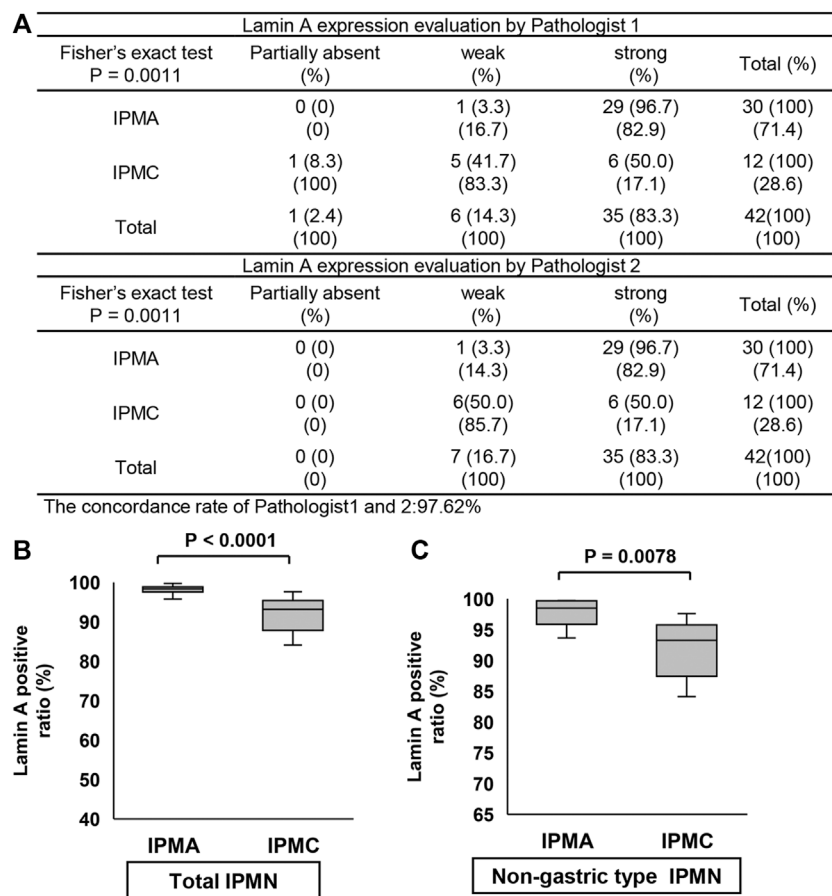 A
Lamin A expression evaluation by Pathologist 1
Fisher's exact test Partially absent weak strong Total (%)
P = 0.0011 (%) (%) (%)
IPMA 0 (0) 1 (3.3) 29 (96.7) 30 (100)
(0) (16.7) (82.9) (71.4)
IPMC 1 (8.3) 5 (41.7) 6 (50.0) 12 (100)
(100) (83.3) (17.1) (28.6)
Total 1 (2.4) 6 (14.3) 35 (83.3) 42(100)
(100) (100) (100) (100)
Lamin A expression evaluation by Pathologist 2
Fisher's exact test Partially absent weak strong Total (%)
P = 0.0011 (%) (%) (%)
IPMA 0 (0) 1 (3.3) 29 (96.7) 30 (100)
(0) (14.3) (82.9) (71.4)
IPMC 0 (0) 6(50.0) 6 (50.0) 12 (100)
(0) (85.7) (17.1) (28.6)
Total 0 (0) 7 (16.7) 35 (83.3) 42(100)
(0) (100) (100) (100)
The concordance rate of Pathologist1 and 2:97.62%
B
P < 0.0001
Lamin A positive
ratio (%)
100
90
80
70
60
50
40
IPMA IPMC
Total IPMN
C
P = 0.0078
Lamin A positive
ratio (%)
100
95
90
85
80
75
70
65
IPMA IPMC
Non-gastric type IPMN